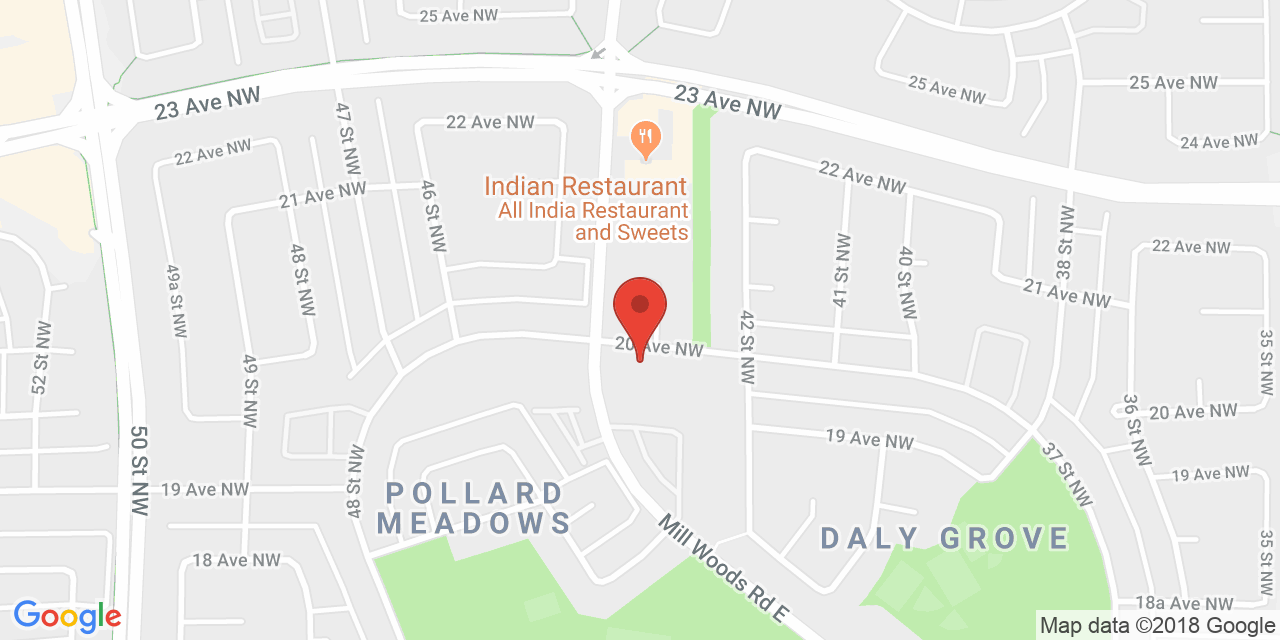 25 Ave NW
23 Ave NW
23 Ave NW
25 Ave NW
25 Ave NW
24 Ave NW
47 St NW
22 Ave NW
22 Ave NW
21 Ave NW
46 St NW
Indian Restaurant
All India Restaurant
and Sweets
22 Ave NW
38 St NW
22 Ave NW
41 St NW
40 St NW
21 Ave NW
49a St NW
48 St NW
52 St NW
49 St NW
20 Ave NW
42 St NW
35 St NW
36 St NW
20 Ave NW
19 Ave NW
50 St NW
48 St NW
19 Ave NW
37 St NW
19 Ave NW
POLLARD
MEADOWS
Mill Woods Rd E
DALY GROVE
35 St NW
18 Ave NW
18a Ave NW
Google
Map data ©2018 Google